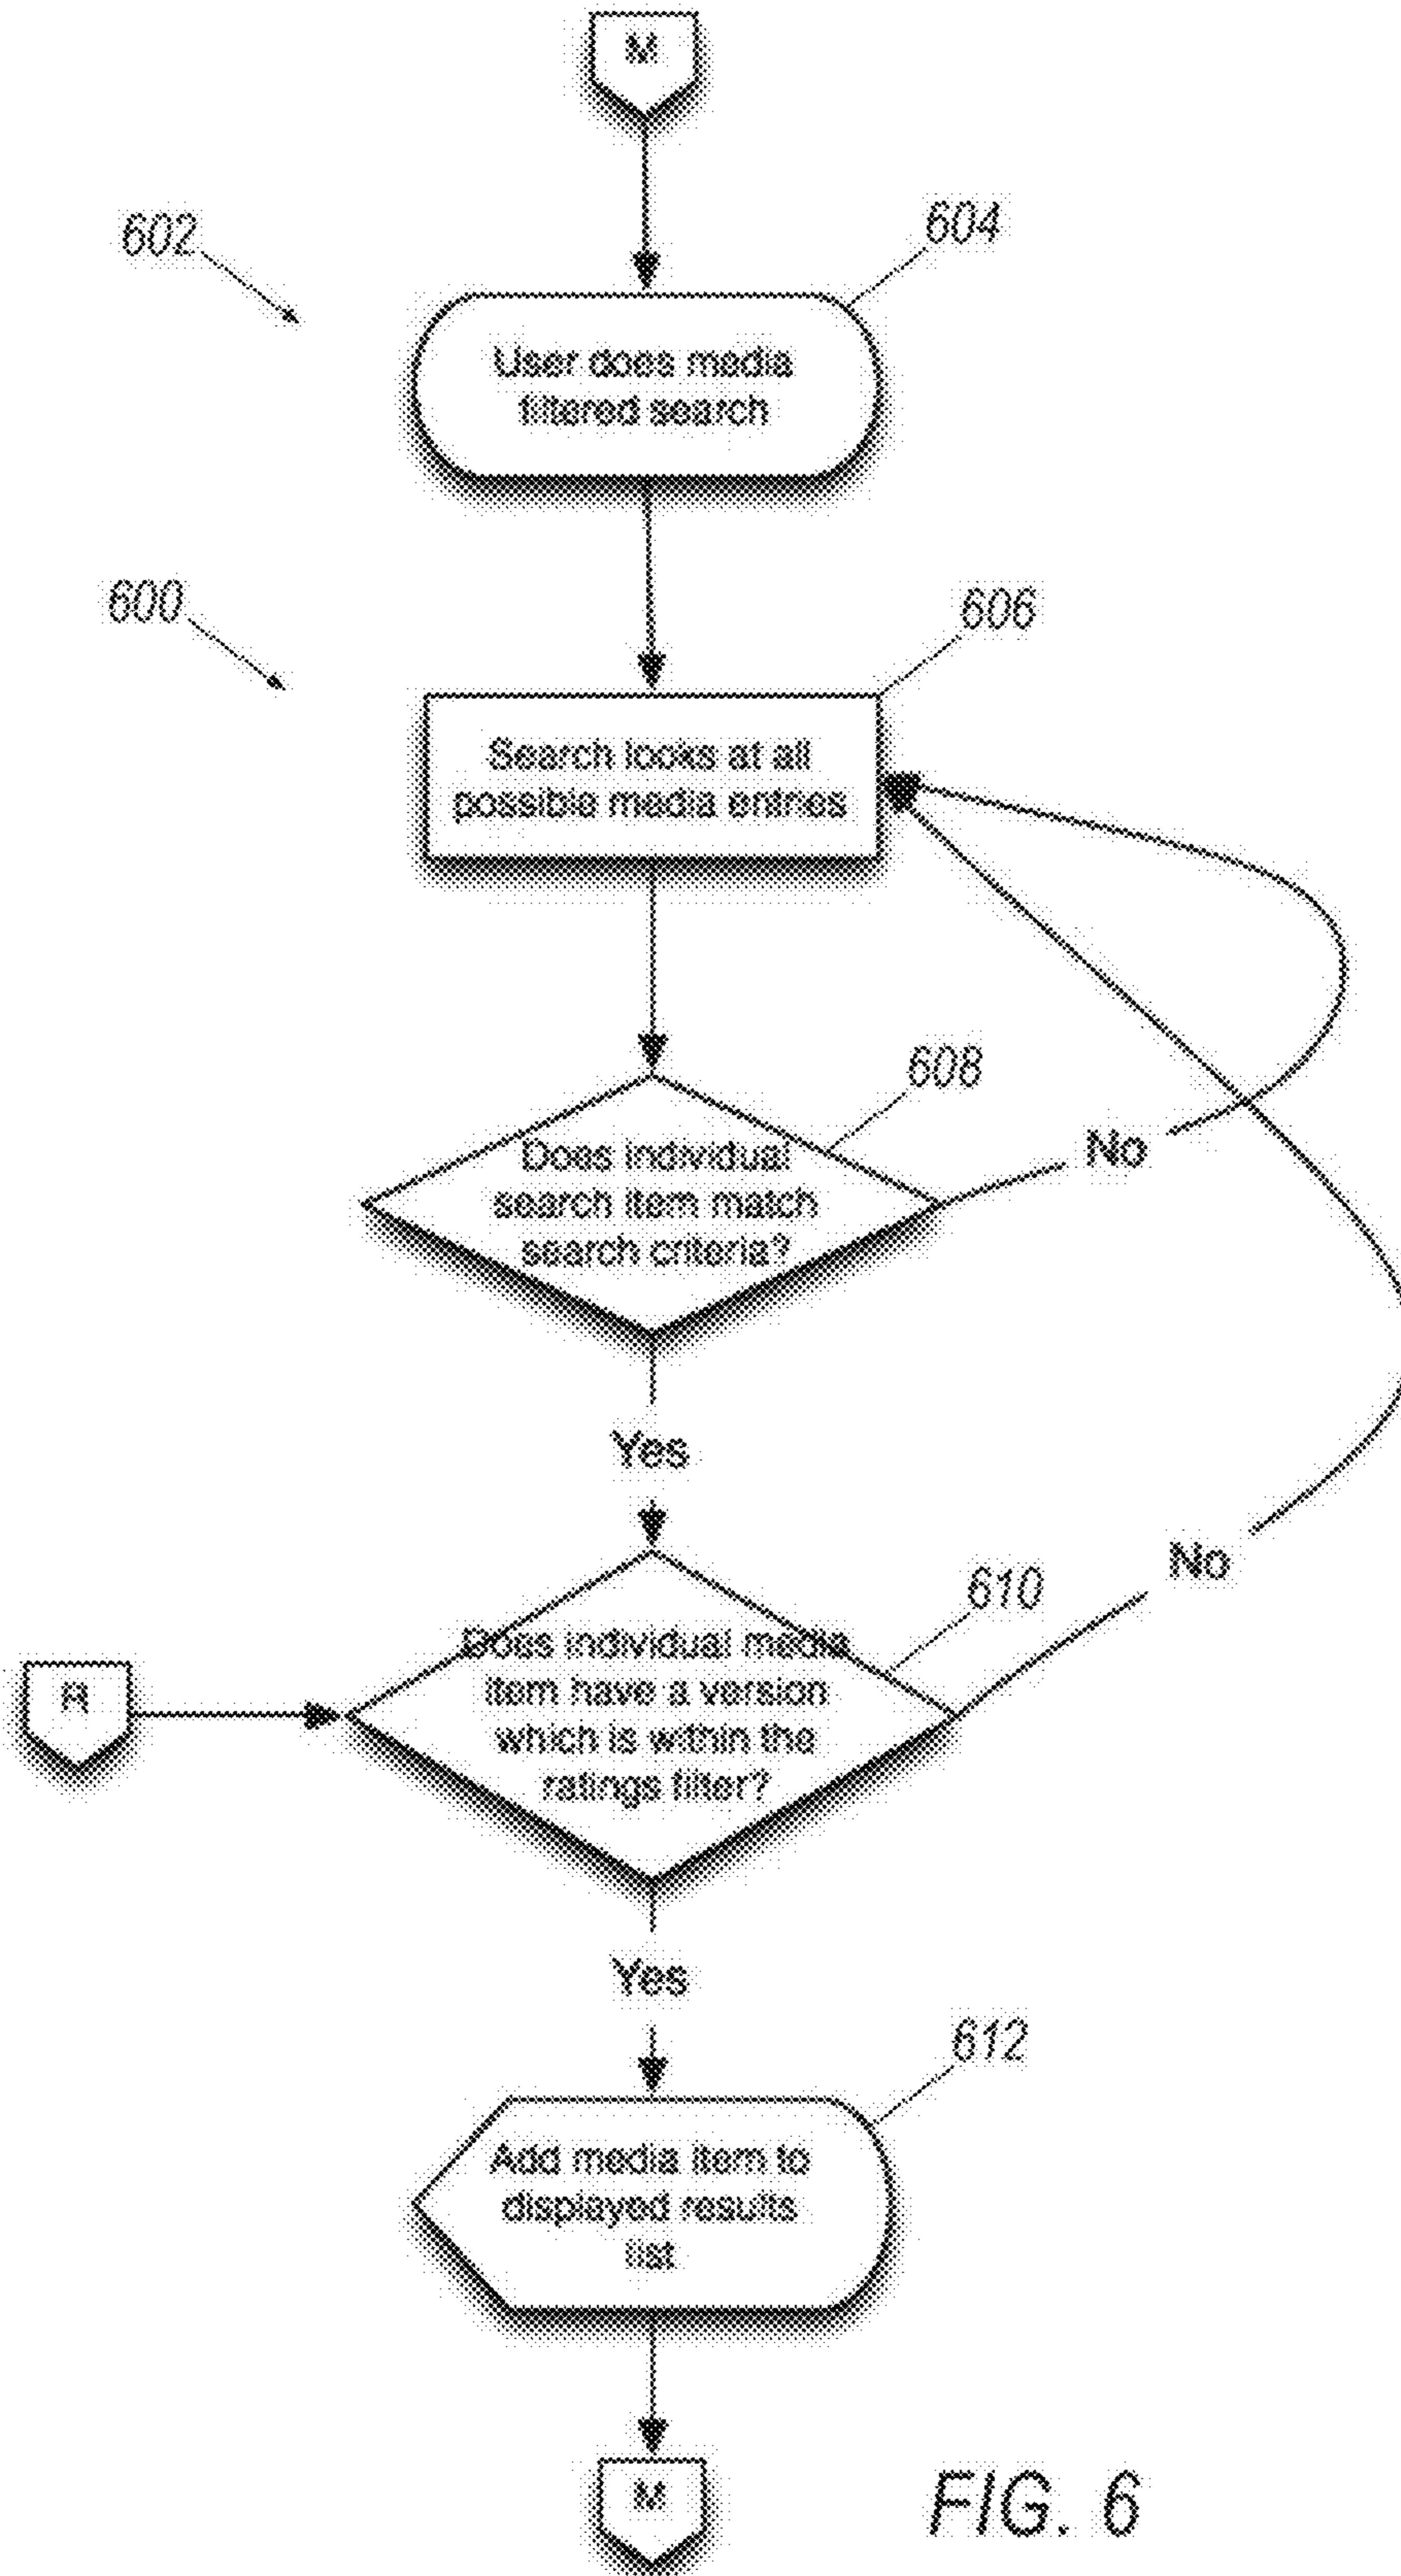 M
602
604
User does media
filtered search
600
606
Search looks at all
possible media entries
608
Does individual
search item match
search criteria?
No
Yes
610
Does individual media
item have a version
which is within the
ratings filter?
No
R
Yes
612
Add media item to
displayed results
list
M
FIG. 6